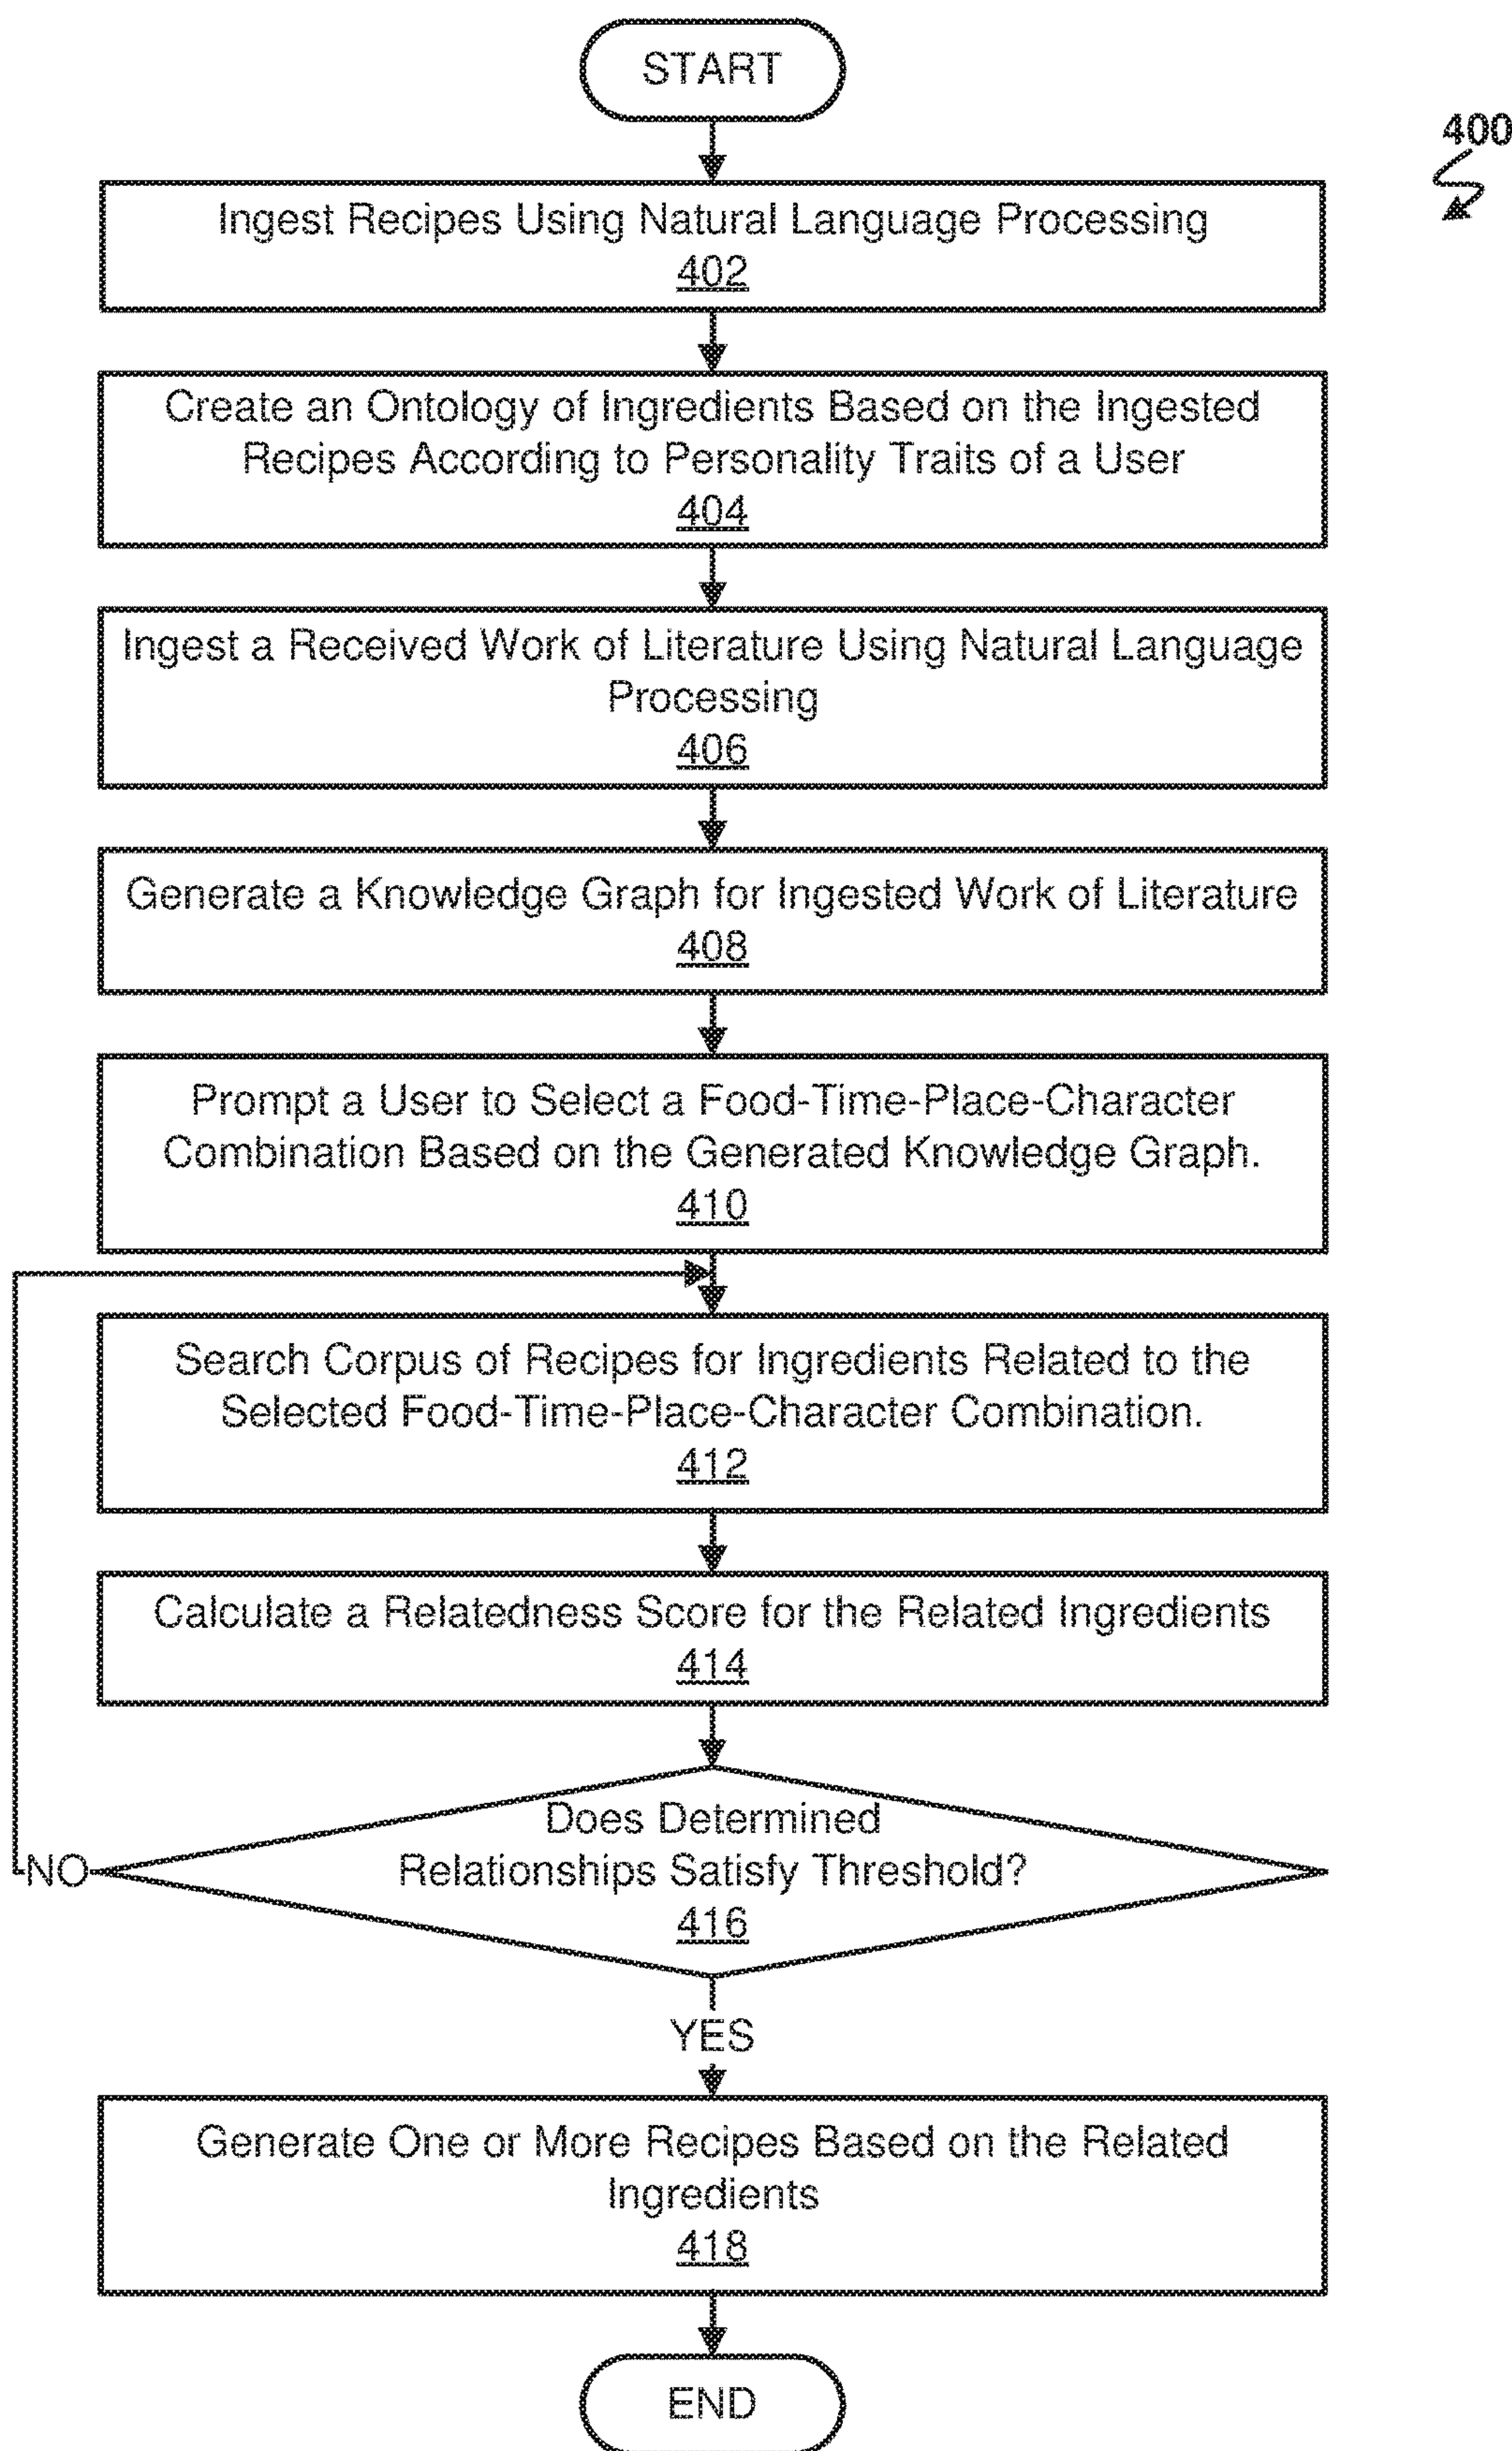 START
400
Ingest Recipes Using Natural Language Processing
402
Create an Ontology of Ingredients Based on the Ingested
Recipes According to Personality Traits of a User
404
Ingest a Received Work of Literature Using Natural Language
Processing
406
Generate a Knowledge Graph for Ingested Work of Literature
408
Prompt a User to Select a Food-Time-Place-Character
Combination Based on the Generated Knowledge Graph.
410
Search Corpus of Recipes for Ingredients Related to the
Selected Food-Time-Place-Character Combination.
412
Calculate a Relatedness Score for the Related Ingredients
414
Does Determined
Relationships Satisfy Threshold?
NO
416
YES
Generate One or More Recipes Based on the Related
Ingredients
418
END